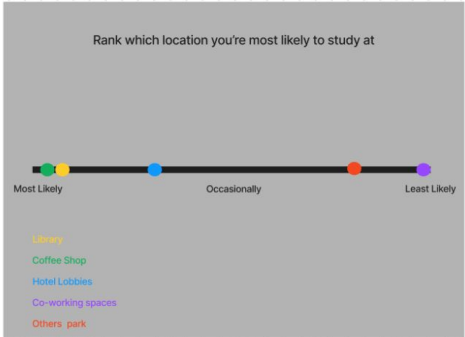 Rank which location you're most likely to study at
Most Likely Occasionally Least Likely
Library
Coffee Shop
Hotel Lobbies
Co-working spaces
Others park